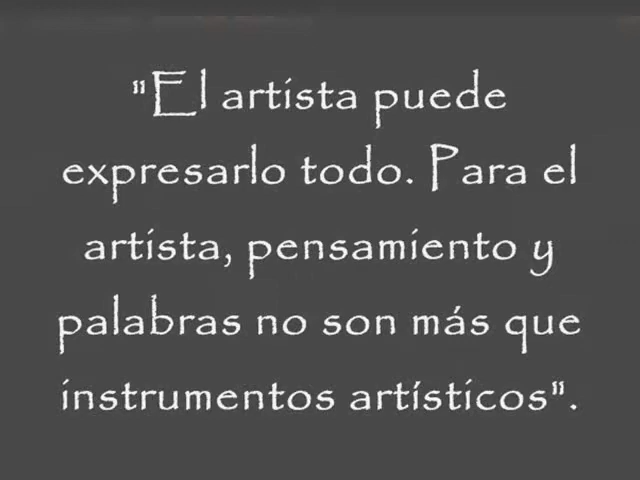 "El artista puede
expresarlo todo. Para el
artista, pensamiento y
palabras no son más que
instrumentos artísticos".